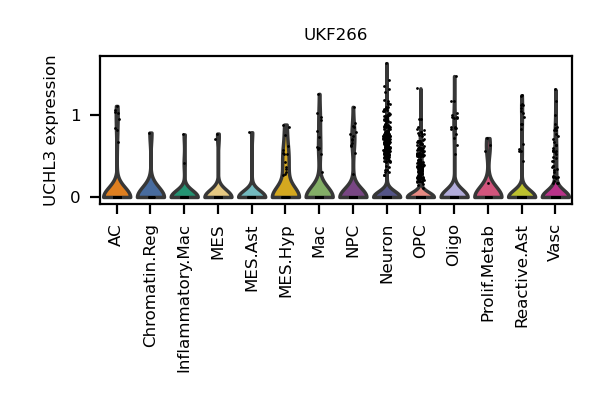 UKF266
UCHL3 expression
1
0
AC
Chromatin.Reg
Inflammatory.Mac
MES
MES.Ast
MES.Hyp
Mac
NPC
Neuron
OPC
Oligo
Prolif.Metab
Reactive.Ast
Vasc